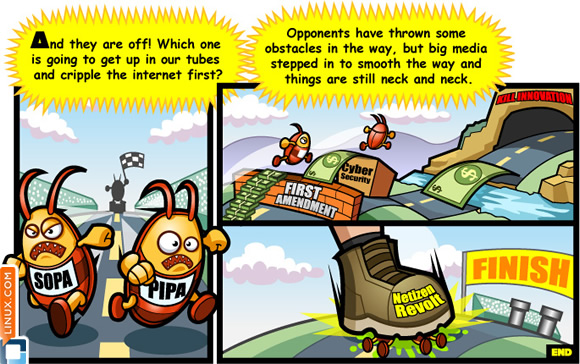 And they are off! Which one
is going to get up in our tubes
and cripple the internet first?
SOPA
PIPA
LINUX.COM
Opponents have thrown some
obstacles in the way, but big media
stepped in to smooth the way and
things are still neck and neck.
KILL INNOVATION
$
Cyber
Security
$
FIRST
AMENDMENT
Netizen
Revolt
FINISH
END